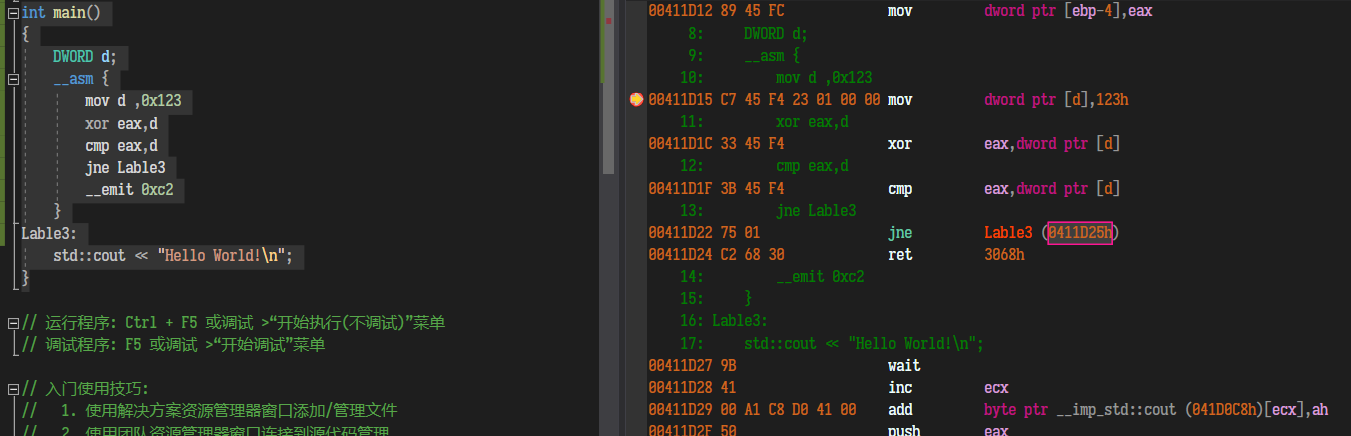 int main()
{
    DWORD d;
    __asm {
        mov d ,0x123
        xor eax,d
        cmp eax,d
        jne Lable3
        __emit 0xc2
    }
Lable3:
    std::cout << "Hello World!\n";
}
// 运行程序: Ctrl + F5 或调试 >“开始执行(不调试)”菜单
// 调试程序: F5 或调试 >“开始调试”菜单
// 入门使用技巧:
//   1. 使用解决方案资源管理器窗口添加/管理文件
//   2. 使用团队资源管理器窗口连接到源代码管理
00411D12 89 45 FC mov dword ptr [ebp-4],eax
8: DWORD d;
9: __asm {
10: mov d ,0x123
00411D15 C7 45 F4 23 01 00 00 mov dword ptr [d],123h
11: xor eax,d
00411D1C 33 45 F4 xor eax,dword ptr [d]
12: cmp eax,d
00411D1F 3B 45 F4 cmp eax,dword ptr [d]
13: jne Lable3
00411D22 75 01 jne Lable3 (0411D25h)
00411D24 C2 68 30 ret 3068h
14: __emit 0xc2
15: }
16: Lable3:
17: std::cout << "Hello World!\n";
00411D27 9B wait
00411D28 41 inc ecx
00411D29 00 A1 C8 D0 41 00 add byte ptr __imp_std::cout (041D0C8h)[ecx],ah
00411D2F 50 push eax